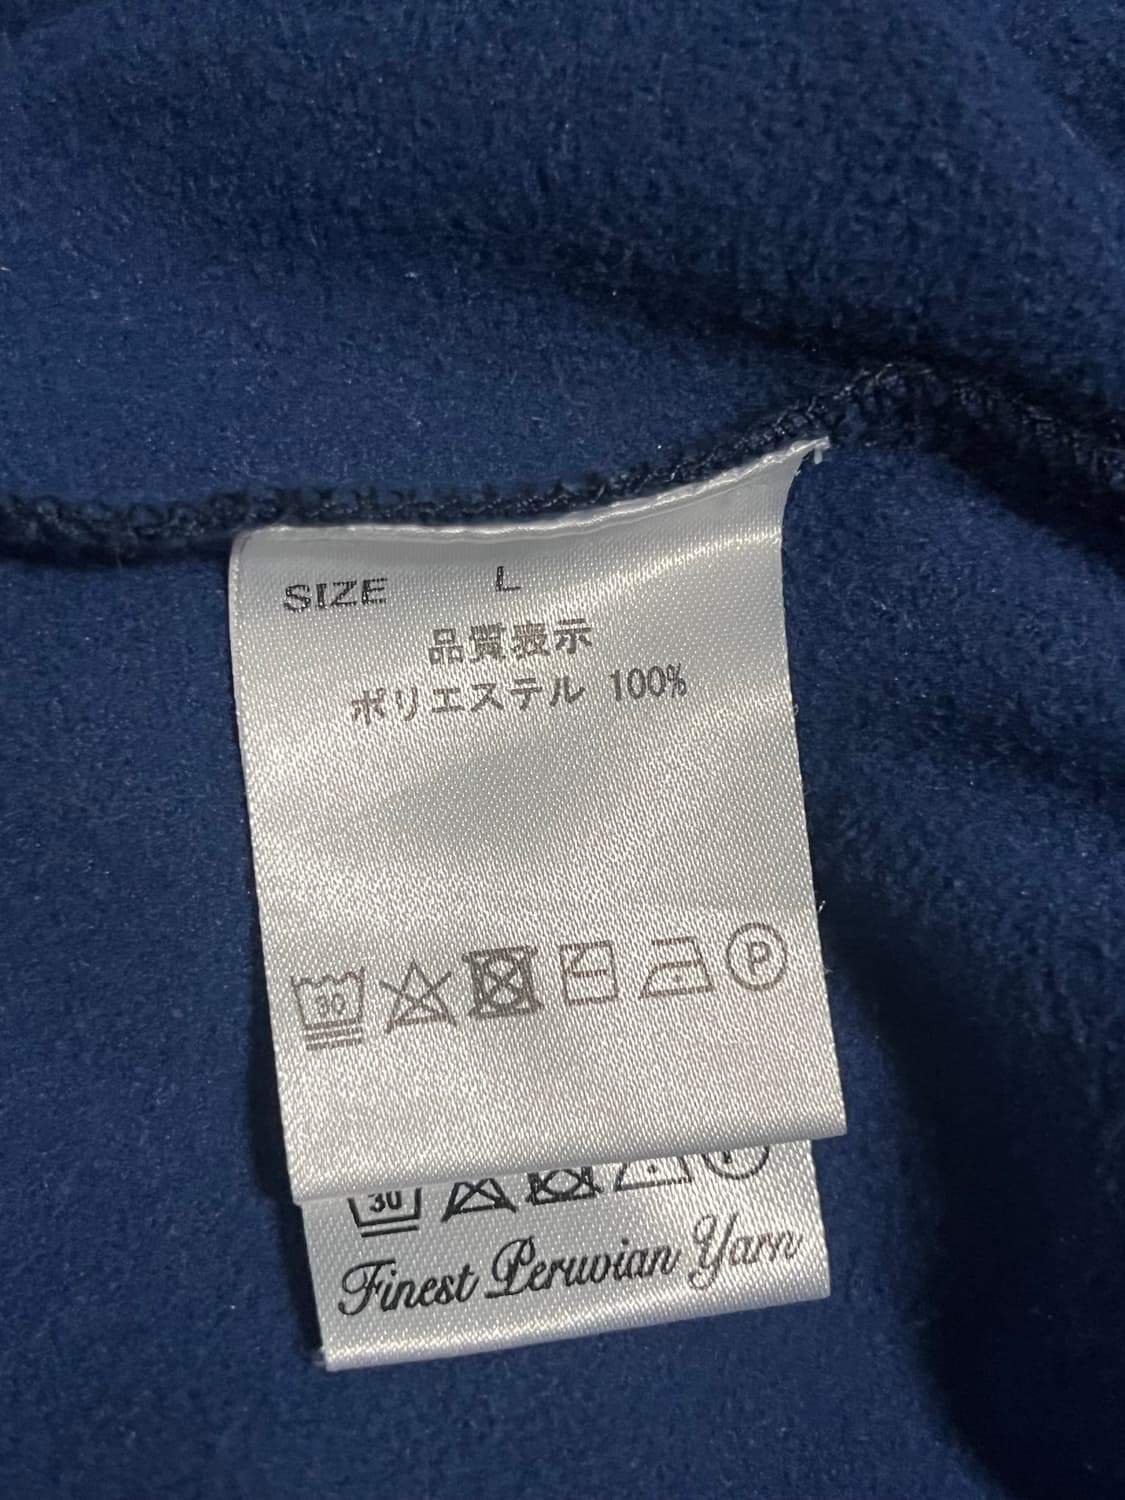 SIZE L
品質表示
ポリエステル 100%
30 P
30
Finest Peruvian Yarn